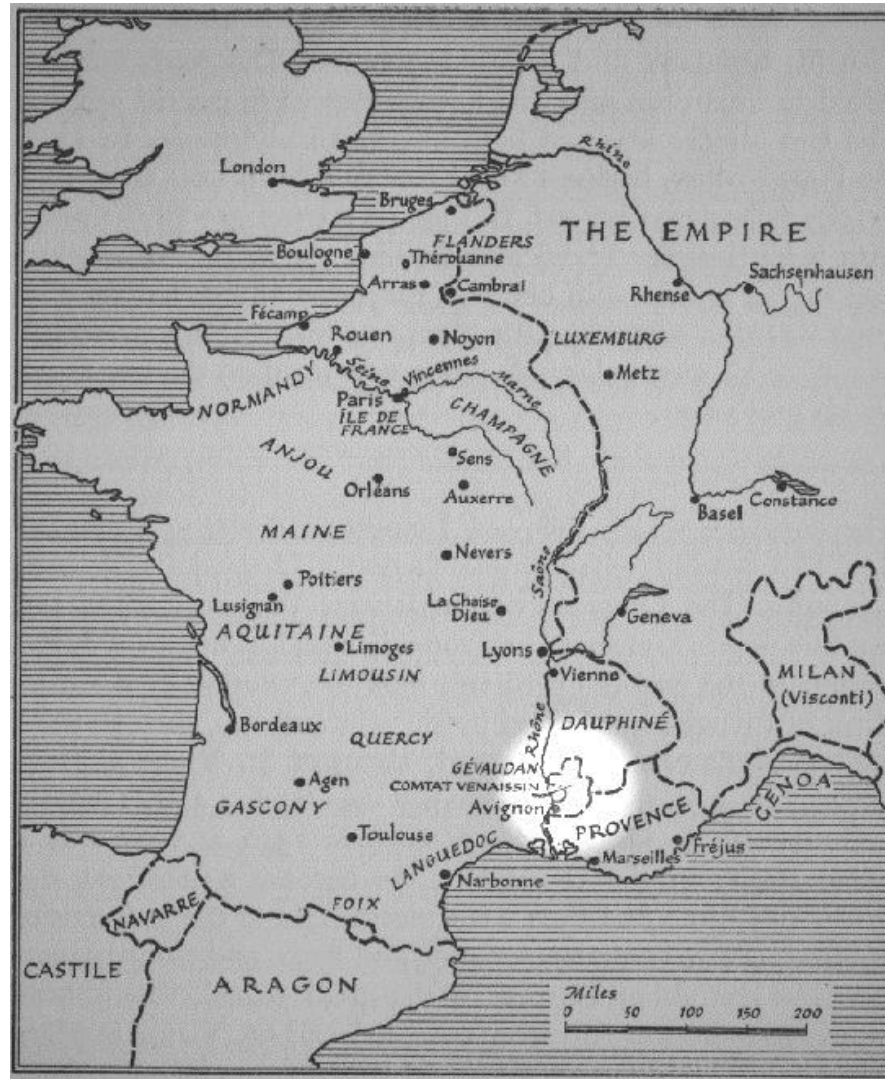 Rhine
London
Bruges
FLANDERS
THE EMPIRE
Boulogne
Thérouanne
Sachsenhausen
Arras
Cambrai
Rhense
Fécamp
Rouen
Noyon
LUXEMBURG
Seine
Vincennes
Marne
Metz
NORMANDY
Paris
ÎLE DE
FRANCE
CHAMPAGNE
ANJOU
Sens
Orléans
Auxerre
Basel
Constance
MAINE
Nevers
Saône
Poitiers
Lusignan
La Chaise
Dieu
Geneva
AQUITAINE
Limoges
Lyons
LIMOUSIN
Vienne
MILAN
(Visconti)
Bordeaux
QUERCY
Rhône
DAUPHINÉ
GÉVAUDAN
COMTAT VENAISSIN
Agen
GASCONY
Avignon
PROVENCE
GENOA
Toulouse
LANGUEDOC
Marseilles
Fréjus
Narbonne
NAVARRE
FOIX
CASTILE
ARAGON
Miles
0 50 100 150 200